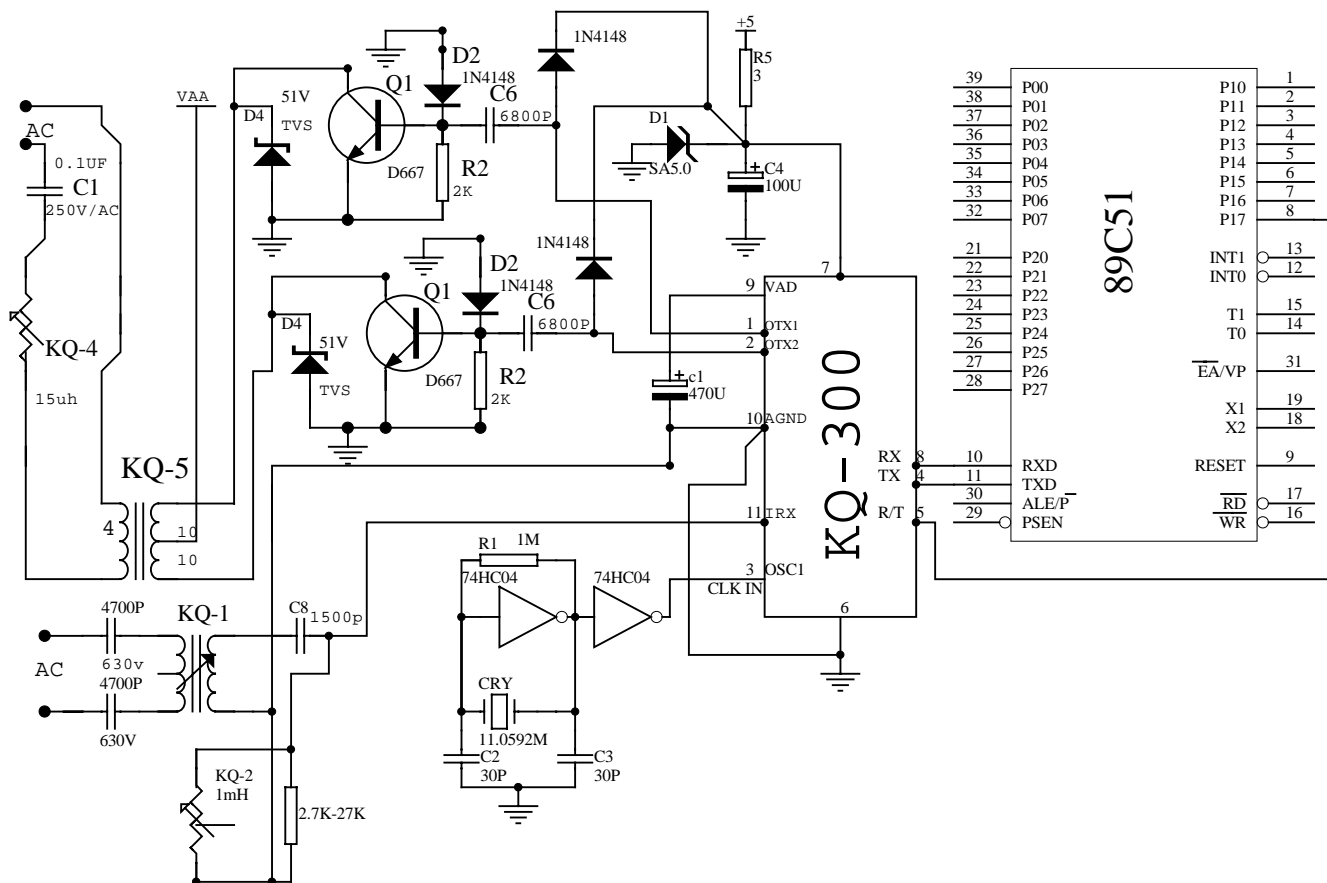 AC
0.1UF
C1
250V/AC
KQ-4
15uh
VAA
D4
51V
TVS
Q1
D667
D2
1N4148
C6
6800P
R2
2K
1N4148
+5
R5
3
D1
SA5.0
C4
+
100U
D4
51V
TVS
Q1
D667
D2
1N4148
C6
6800P
R2
2K
1N4148
+
c1
470U
KQ-5
4
10
10
4700P
630v
AC
4700P
630V
KQ-1
C8
1500p
KQ-2
1mH
2.7K-27K
R1
1M
74HC04
74HC04
CRY
11.0592M
C2
30P
C3
30P
KQ-300
7
9 VAD
1 OTX1
2 OTX2
10 AGND
11 IRX
3 OSC1
CLK IN
6
RX 8
TX 4
R/T 5
89C51
39 P00
38 P01
37 P02
36 P03
35 P04
34 P05
33 P06
32 P07
21 P20
22 P21
23 P22
24 P23
25 P24
26 P25
27 P26
28 P27
10 RXD
11 TXD
30 ALE/P
29 PSEN
P10 1
P11 2
P12 3
P13 4
P14 5
P15 6
P16 7
P17 8
INT1 13
INT0 12
T1 15
T0 14
EA/VP 31
X1 19
X2 18
RESET 9
RD 17
WR 16